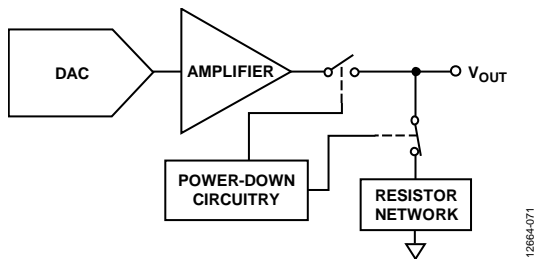 DAC
AMPLIFIER
VOUT
POWER-DOWN
CIRCUITRY
RESISTOR
NETWORK
12664-071